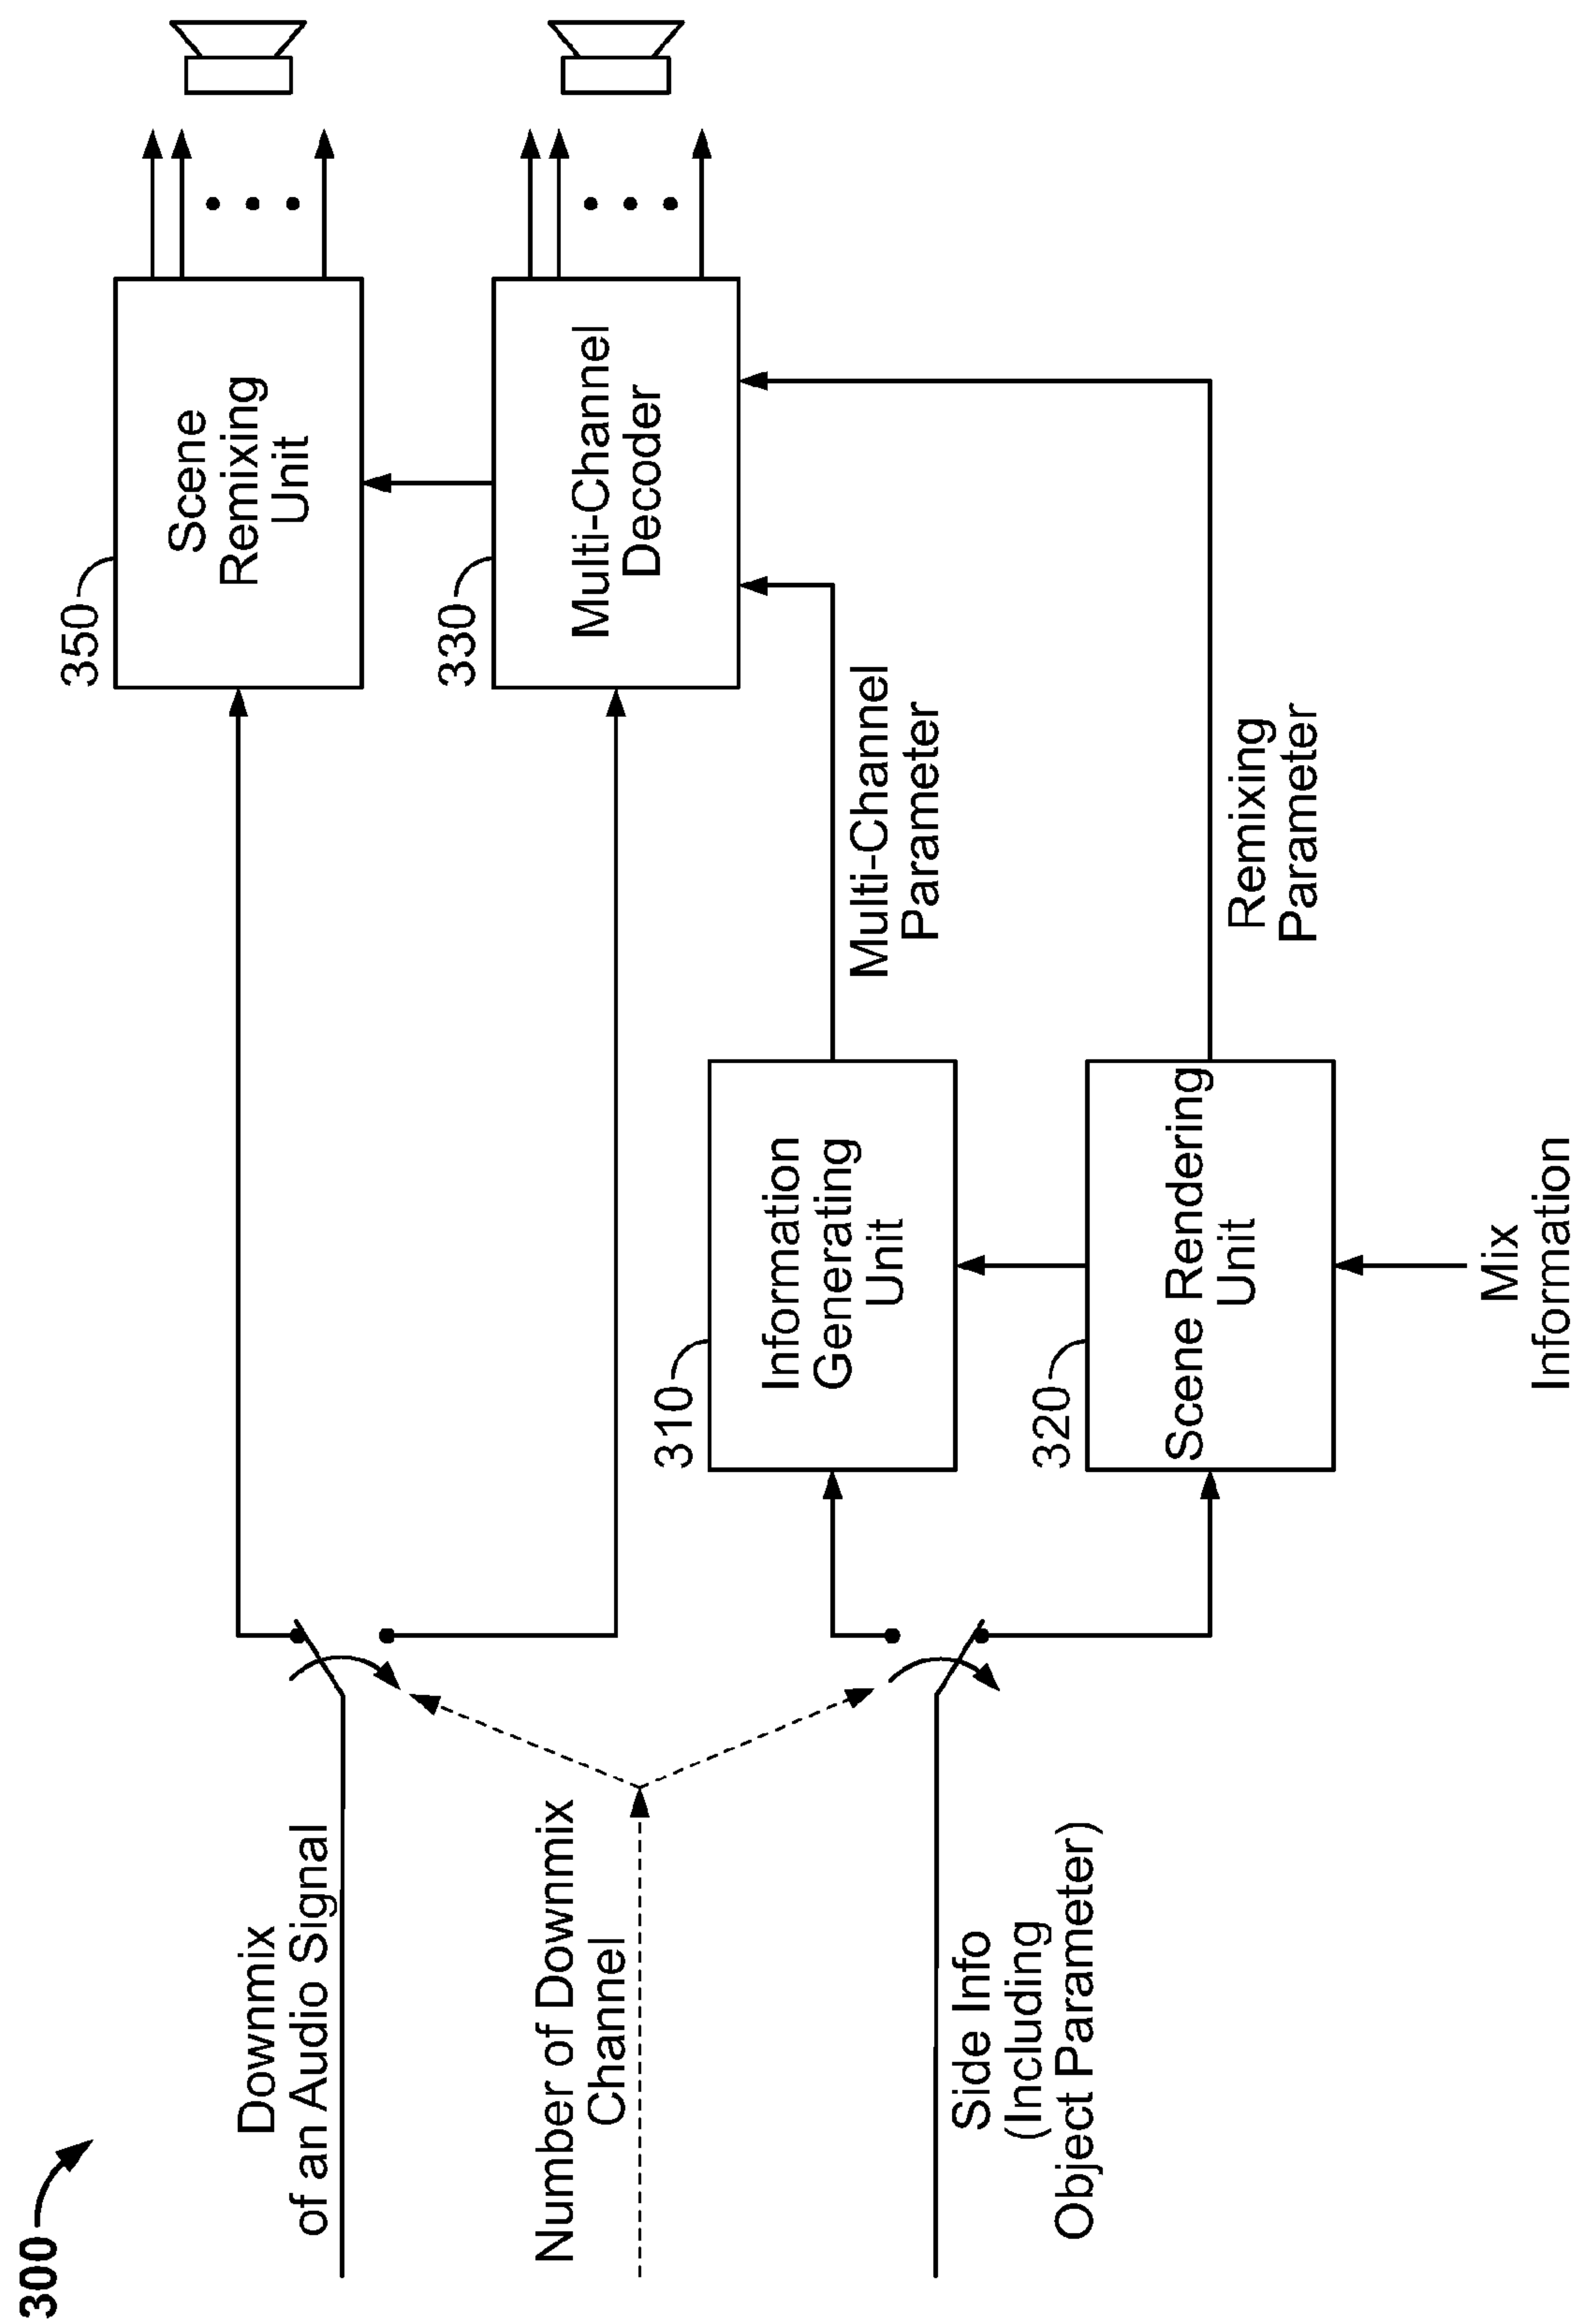 300
Downmix
of an Audio Signal
Number of Downmix
Channel
Side Info
(Including
Object Parameter)
310
Information
Generating
Unit
320
Scene Rendering
Unit
Mix
Information
Multi-Channel
Parameter
Remixing
Parameter
350
Scene
Remixing
Unit
330
Multi-Channel
Decoder